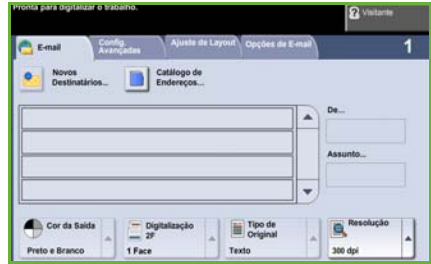 Pronta para digitalizar o trabalho.
Visitante
E-mail
Config. Avançadas
Ajuste de Layout
Opções de E-mail
1
Novos Destinatários...
Catálogo de Endereços...
De...
Assunto...
Cor da Saída
Preto e Branco
Digitalização 2F
1 Face
Tipo de Original
Texto
Resolução
300 dpi